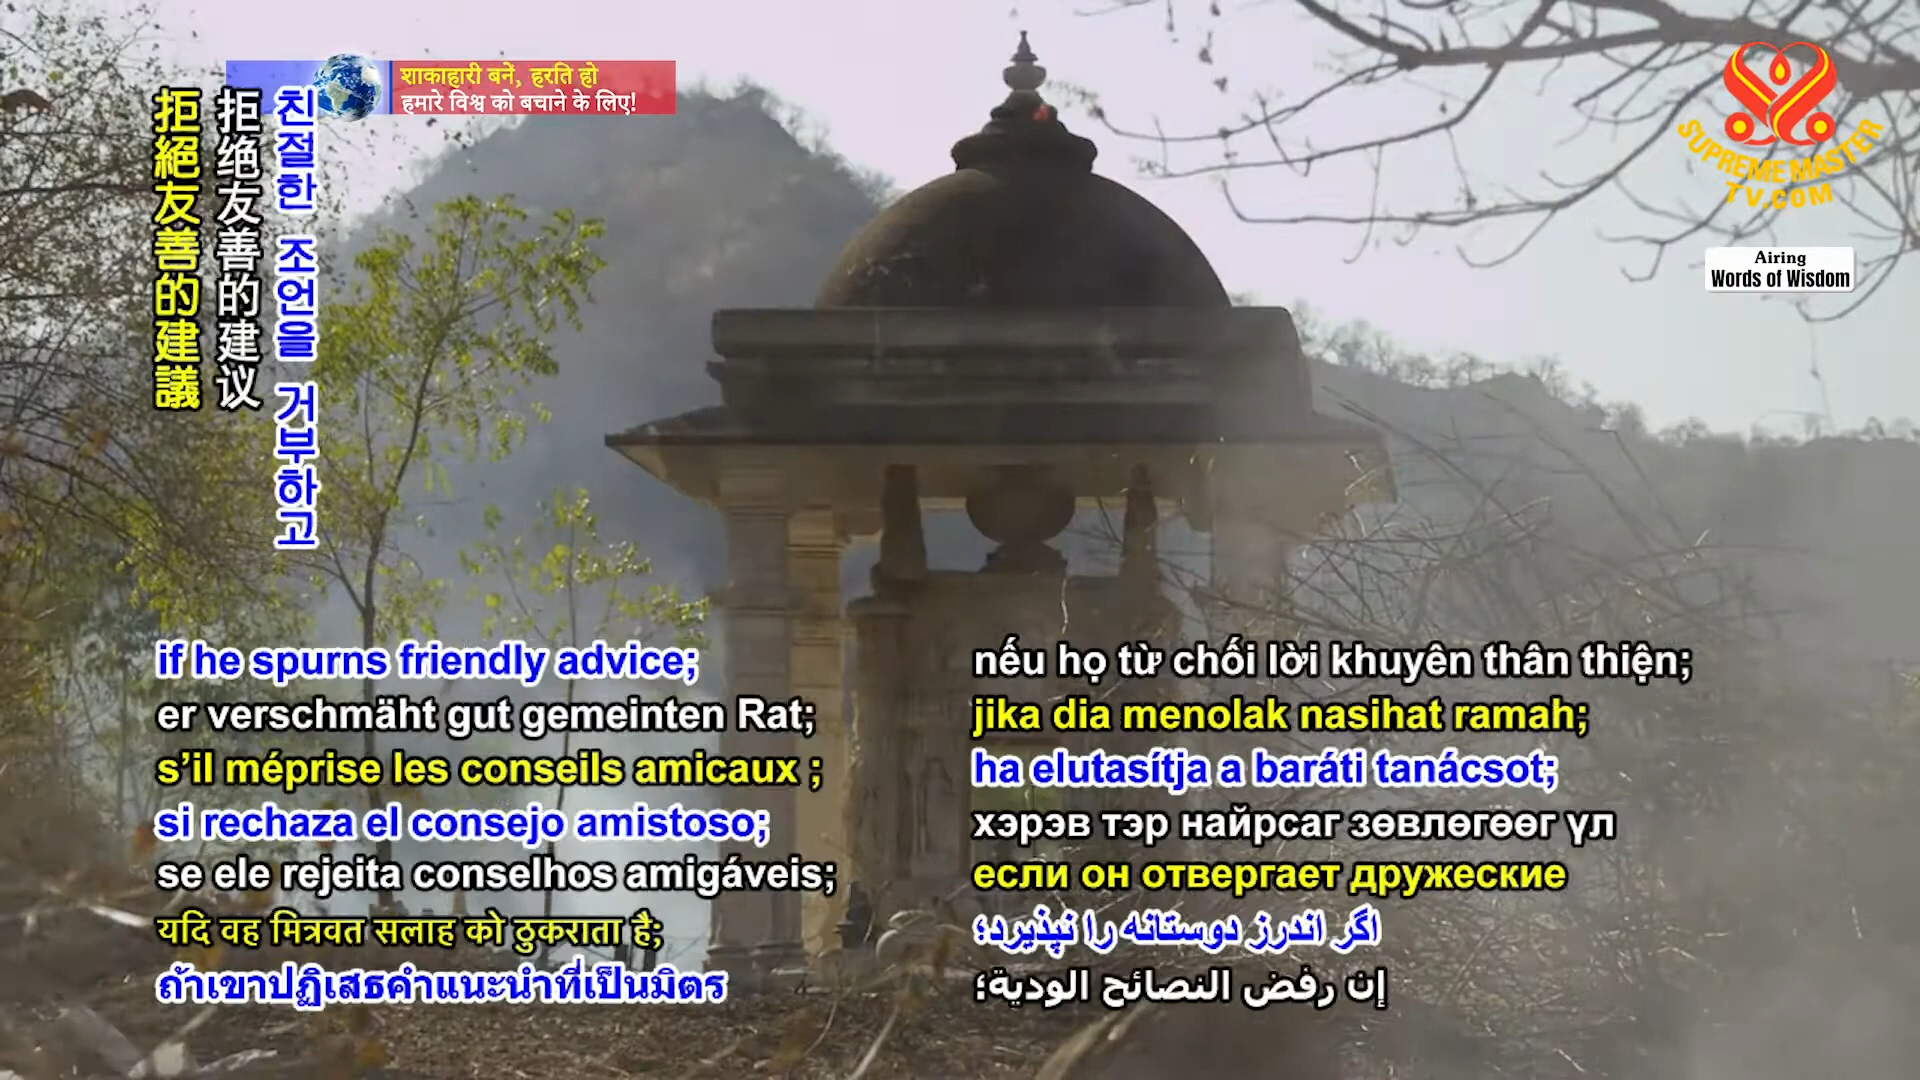 शाकाहारी बनें, हरति हो
हमारे विश्व को बचाने के लिए!
SUPREME MASTER
TV.COM
Airing
Words of Wisdom
拒絕友善的建議
拒绝友善的建议
친절한 조언을 거부하고
if he spurns friendly advice;
er verschmäht gut gemeinten Rat;
s’il méprise les conseils amicaux ;
si rechaza el consejo amistoso;
se ele rejeita conselhos amigáveis;
यदि वह मित्रवत सलाह को ठुकराता है;
ถ้าเขาปฏิเสธคำแนะนำที่เป็นมิตร
nếu họ từ chối lời khuyên thân thiện;
jika dia menolak nasihat ramah;
ha elutasítja a baráti tanácsot;
хэрэв тэр найрсаг зөвлөгөөг үл
если он отвергает дружеские
اگر اندرز دوستانه را نپذیرد؛
إن رفض النصائح الودية؛